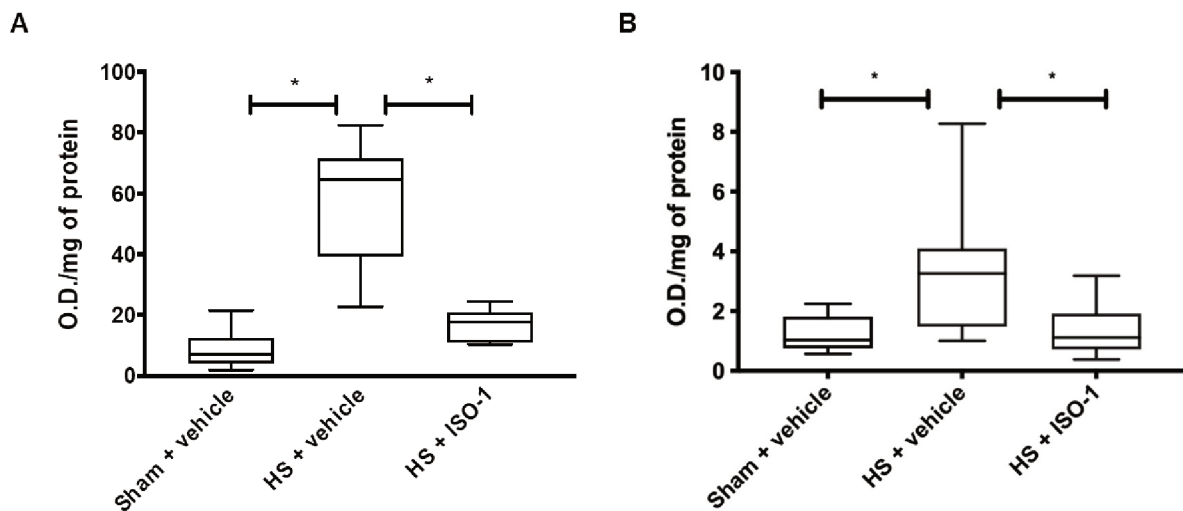 A
O.D./mg of protein
100
80
60
40
20
0
* *
Sham + vehicle
HS + vehicle
HS + ISO-1
B
O.D./mg of protein
10
8
6
4
2
0
* *
Sham + vehicle
HS + vehicle
HS + ISO-1